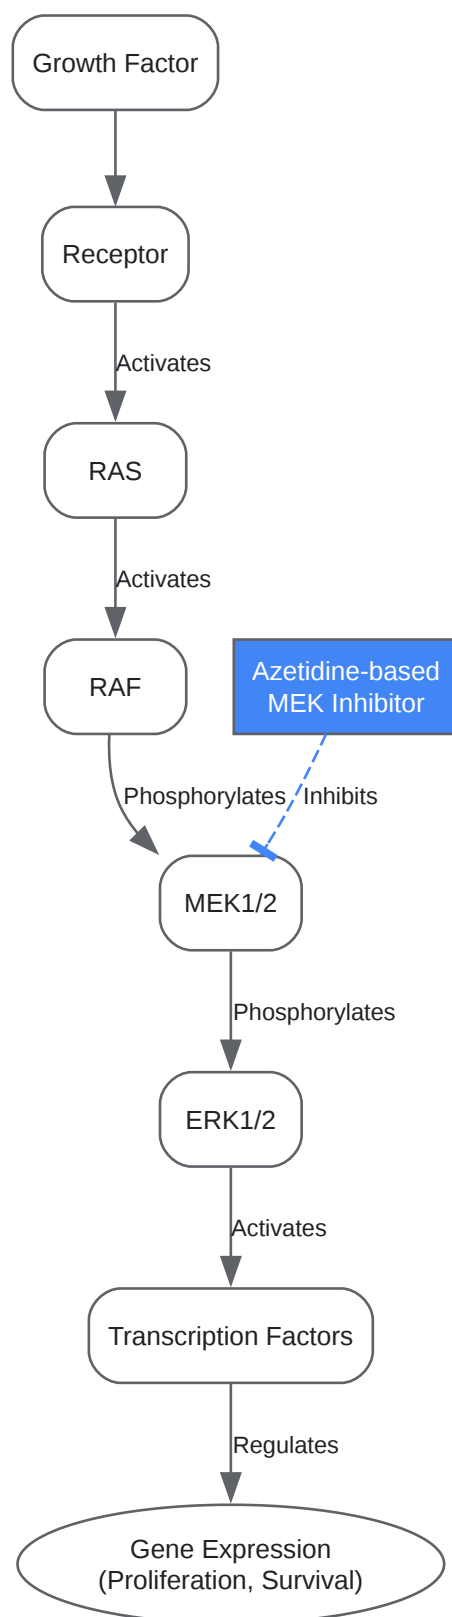 Growth Factor
Receptor
Activates
RAS
Activates
RAF
Azetidine-based
MEK Inhibitor
Phosphorylates
Inhibits
MEK1/2
Phosphorylates
ERK1/2
Activates
Transcription Factors
Regulates
Gene Expression
(Proliferation, Survival)